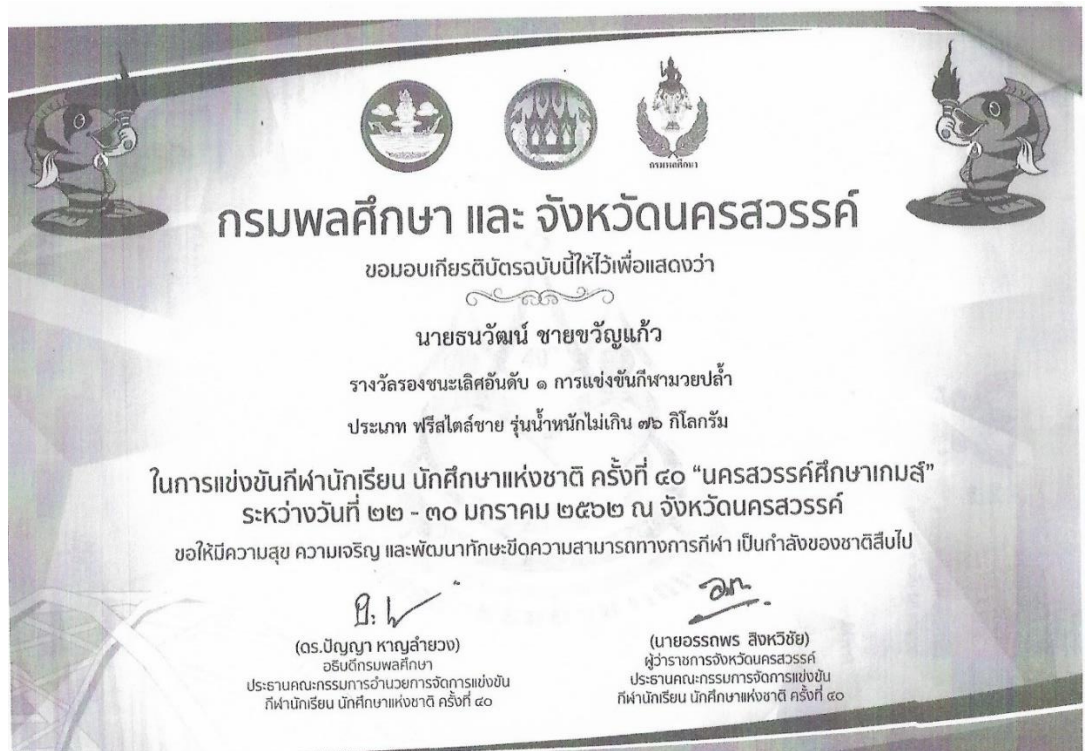 กรมพลศึกษา
กรมพลศึกษา และ จังหวัดนครสวรรค์
ขอมอบเกียรติบัตรฉบับนี้ให้ไว้เพื่อแสดงว่า
นายธนวัฒน์ ชายขวัญแก้ว
รางวัลรองชนะเลิศอันดับ ๑ การแข่งขันกีฬามวยปล้ำ
ประเภท ฟรีสไตล์ชาย รุ่นน้ำหนักไม่เกิน ๗๖ กิโลกรัม
ในการแข่งขันกีฬานักเรียน นักศึกษาแห่งชาติ ครั้งที่ ๔๐ “นครสวรรค์ศึกษาเกมส์”
ระหว่างวันที่ ๒๒ - ๓๐ มกราคม ๒๕๖๒ ณ จังหวัดนครสวรรค์
ขอให้มีความสุข ความเจริญ และพัฒนาทักษะขีดความสามารถทางการกีฬา เป็นกำลังของชาติสืบไป
(ดร.ปัญญา หาญลำยวง)
อธิบดีกรมพลศึกษา
ประธานคณะกรรมการอำนวยการจัดการแข่งขัน
กีฬานักเรียน นักศึกษาแห่งชาติ ครั้งที่ ๔๐
(นายอรรถพร สิงหวิชัย)
ผู้ว่าราชการจังหวัดนครสวรรค์
ประธานคณะกรรมการจัดการแข่งขัน
กีฬานักเรียน นักศึกษาแห่งชาติ ครั้งที่ ๔๐